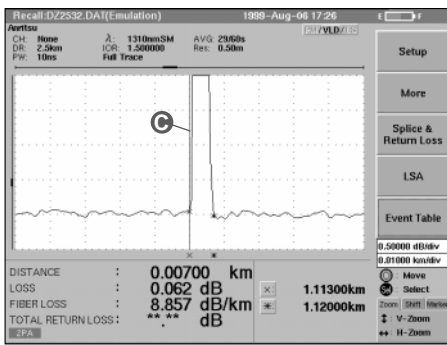 Recall:DZ2532.DAT(Emulation) 1999-Aug-06 17:26 E F
Anritsu
CH: None λ: 1310nmSM AVG: 29/60s
DR: 2.5km IOR: 1.500000 Res: 0.50m
PW: 10ns Full Trace
/VLD/
Setup
More
Splice &
Return Loss
LSA
Event Table
C
0.50000 dB/div
0.01000 km/div
Move
Select
Zoom Shift Marker
V-Zoom
H-Zoom
DISTANCE : 0.00700 km
LOSS : 0.062 dB × 1.11300km
FIBER LOSS : 8.857 dB/km * 1.12000km
TOTAL RETURN LOSS : **.** dB
2PA